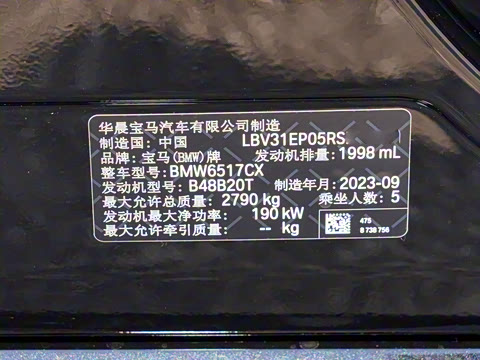 华晨宝马汽车有限公司制造
制造国：中国 LBV31EP05RS
品牌：宝马(BMW)牌 发动机排量：1998 mL
整车型号：BMW6517CX
发动机型号：B48B20T 制造年月：2023-09
最大允许总质量：2790 kg 乘坐人数：5
发动机最大净功率：190 kW
最大允许牵引质量：-- kg
475
8 738 756